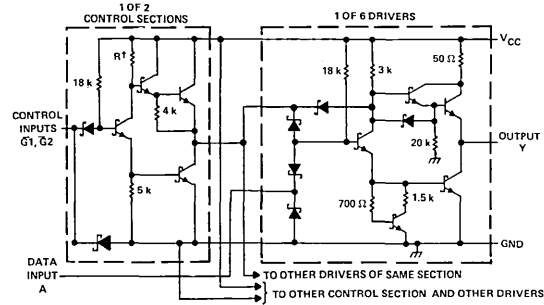 1 OF 2
CONTROL SECTIONS
1 OF 6 DRIVERS
VCC
R†
18 k
4 k
18 k
3 k
50 Ω
CONTROL
INPUTS
G̅1, G̅2
OUTPUT
Y
20 k
5 k
700 Ω
1.5 k
GND
DATA
INPUT
A
TO OTHER DRIVERS OF SAME SECTION
TO OTHER CONTROL SECTION AND OTHER DRIVERS